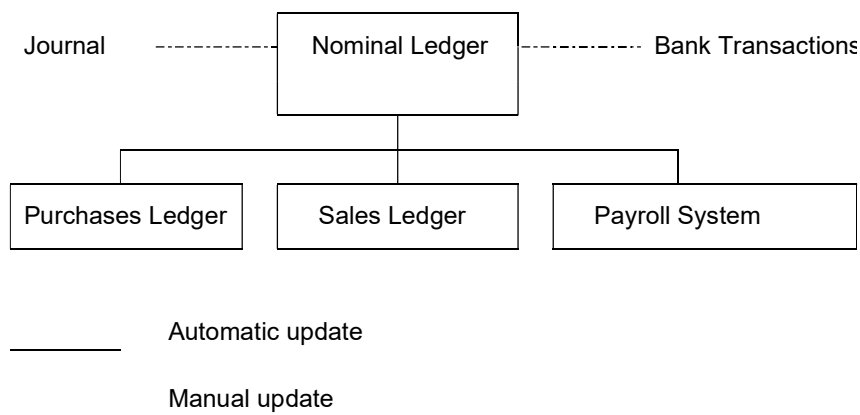 Journal Nominal Ledger Bank Transactions
Purchases Ledger Sales Ledger Payroll System
Automatic update
Manual update